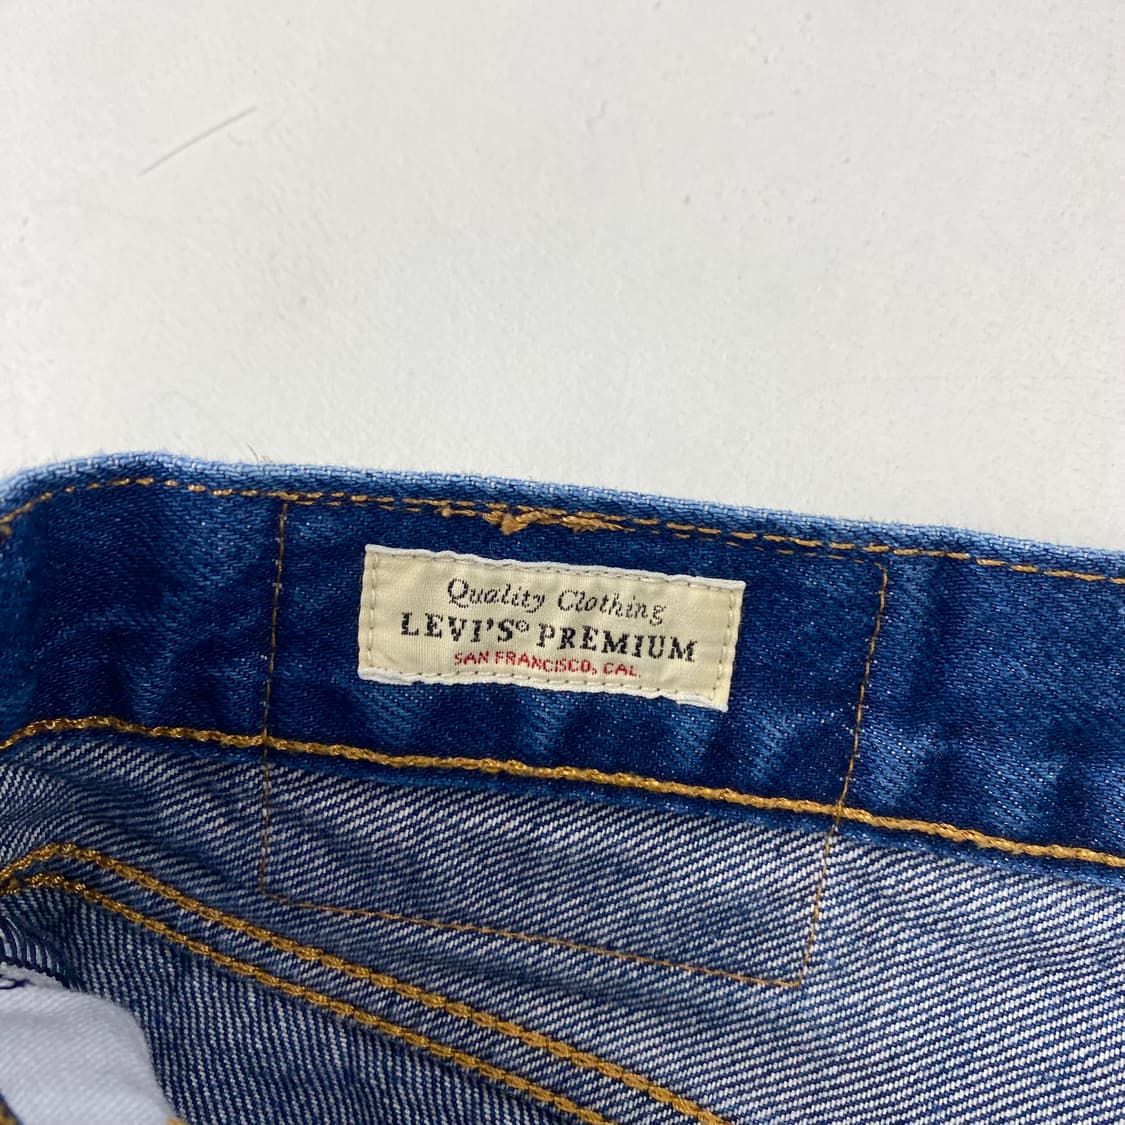 Quality Clothing
LEVI'S® PREMIUM
SAN FRANCISCO, CAL.